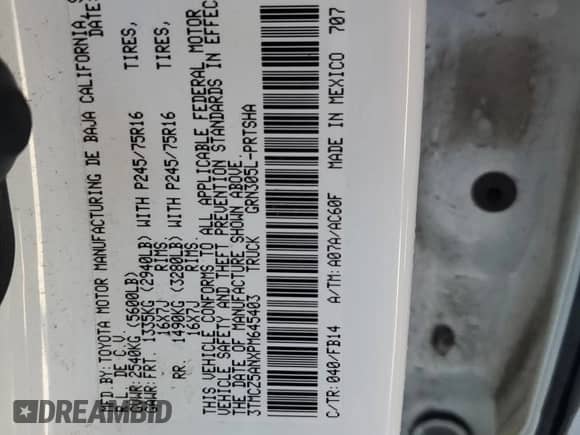 MFD.BY:TOYOTA MOTOR MANUFACTURING DE BAJA CALIFORNIA,
R.L. DE C.V. DATE:
GVWR: 2540KG (5600LB)
GAWR: FRT. 1335KG (2940LB) WITH P245/75R16 TIRES,
16X7J RIMS,
RR. 1490KG (3280LB) WITH P245/75R16 TIRES,
16X7J RIMS.
THIS VEHICLE CONFORMS TO ALL APPLICABLE FEDERAL MOTOR
VEHICLE SAFETY AND THEFT PREVENTION STANDARDS IN EFFEC
THE DATE OF MANUFACTURE SHOWN ABOVE.
3TMCZ5ANXPM645403 TRUCK GRN305L-PRTSHA
C/TR:040/FB14 A/TM:A07A/AC60F MADE IN MEXICO 707
DREAMBID